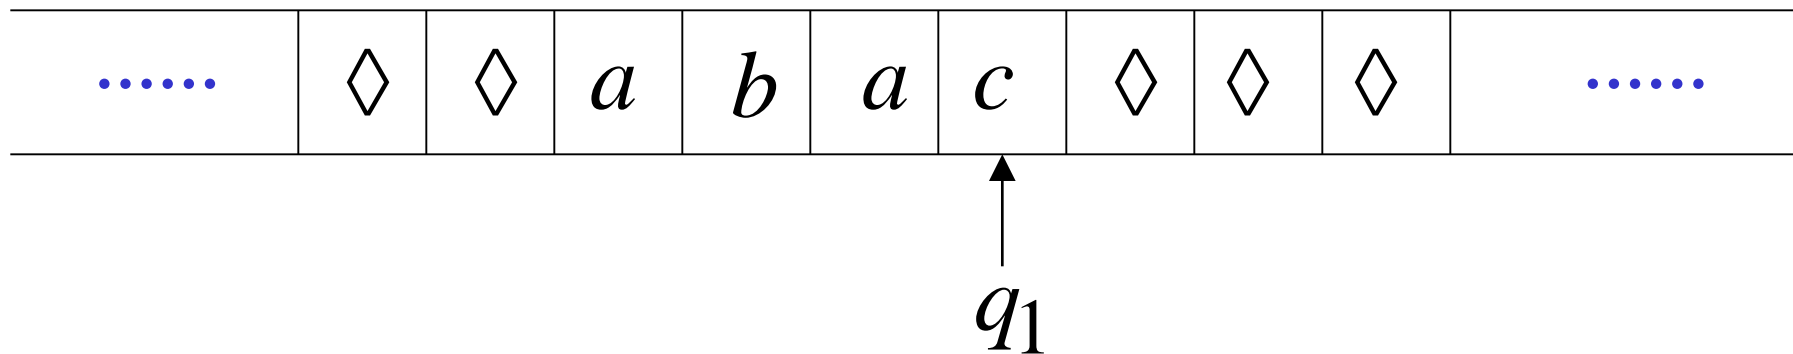 ...... ◊ ◊ a b a c ◊ ◊ ◊ ......
q₁